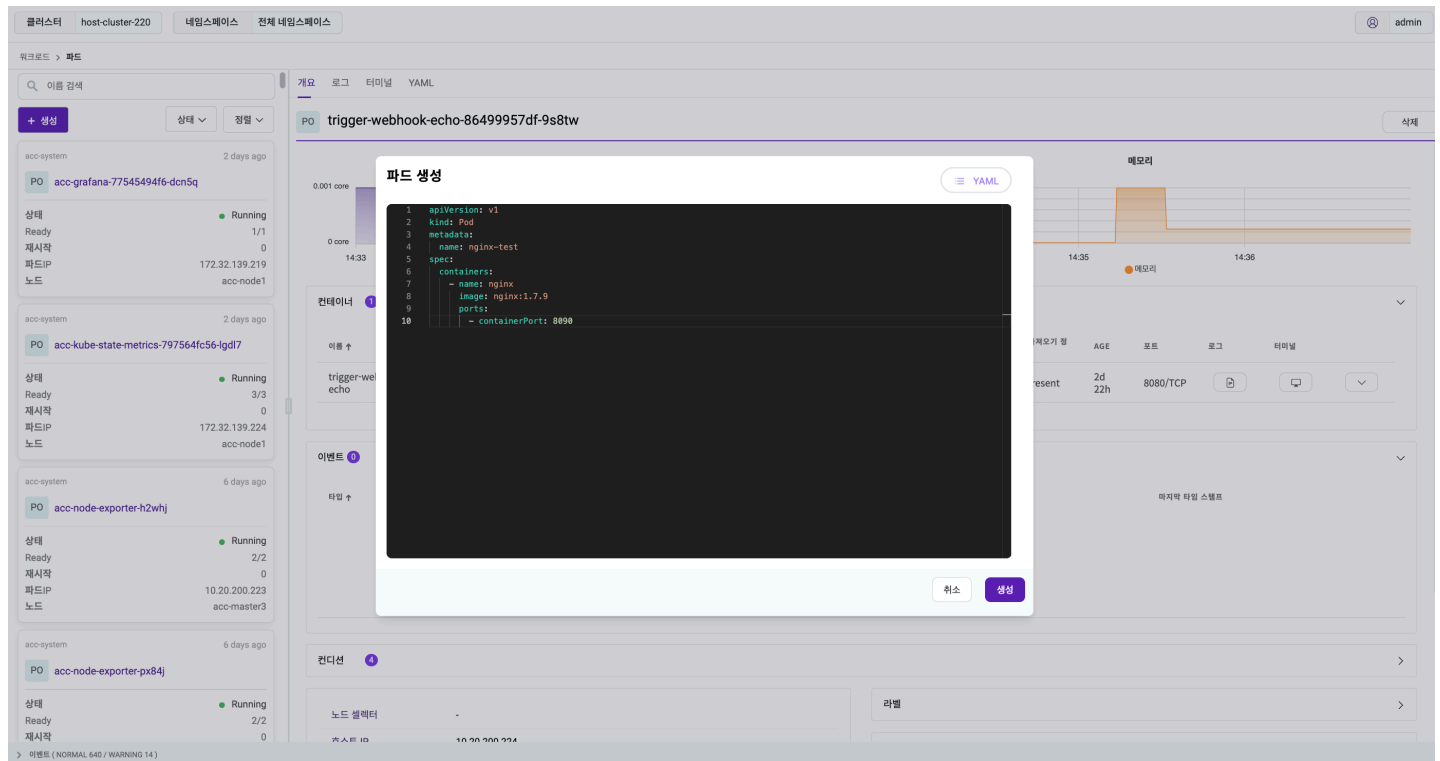 클러스터 host-cluster-220 네임스페이스 전체 네임스페이스 admin
워크로드 > 파드
이름 검색
+ 생성 상태 정렬
acc-system 2 days ago
PO acc-grafana-77545494f6-dcn5q
상태 Running
Ready 1/1
재시작 0
파드IP 172.32.139.219
노드 acc-node1
acc-system 2 days ago
PO acc-kube-state-metrics-797564fc56-lgdl7
상태 Running
Ready 3/3
재시작 0
파드IP 172.32.139.224
노드 acc-node1
acc-system 6 days ago
PO acc-node-exporter-h2whj
상태 Running
Ready 2/2
재시작 0
파드IP 10.20.200.223
노드 acc-master3
acc-system 6 days ago
PO acc-node-exporter-px84j
상태 Running
Ready 2/2
재시작 0
개요 로그 터미널 YAML
PO trigger-webhook-echo-86499957df-9s8tw 삭제
0.001 core
0 core
14:33
메모리
14:35 14:36
메모리
컨테이너 1
이름 AGE 포트 로그 터미널
echo 2d 22h 8080/TCP
이벤트 0
타입 마지막 타임 스탬프
컨디션 4
노드 셀렉터 -
라벨
파드 생성 YAML
1 apiVersion: v1
2 kind: Pod
3 metadata:
4 name: nginx-test
5 spec:
6 containers:
7 - name: nginx
8 image: nginx:1.7.9
9 ports:
10 - containerPort: 8090
취소 생성
> 이벤트 ( NORMAL 640 / WARNING 14 )